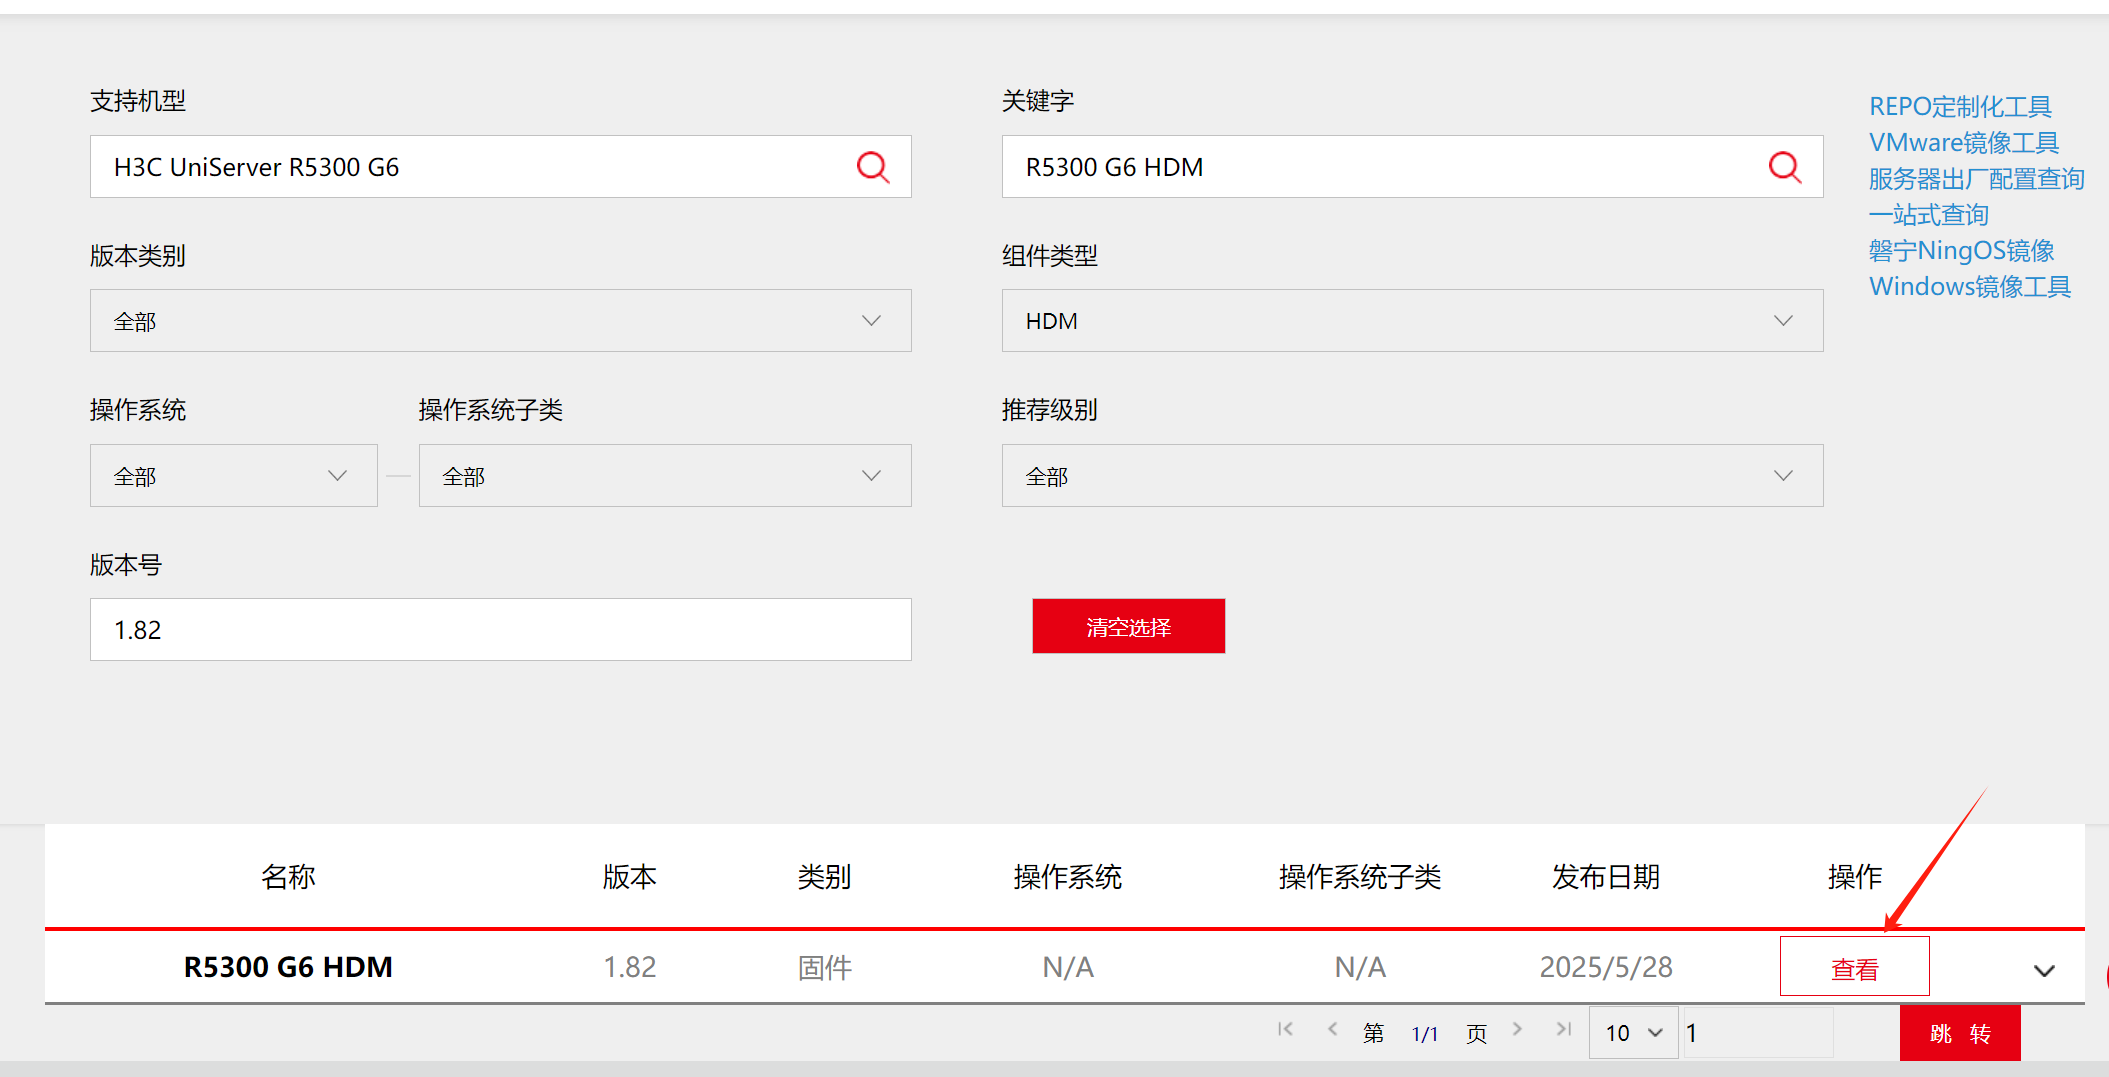 支持机型
关键字
H3C UniServer R5300 G6
R5300 G6 HDM
REPO定制化工具
VMware镜像工具
服务器出厂配置查询
一站式查询
磐宁NingOS镜像
Windows镜像工具
版本类别
组件类型
全部
HDM
操作系统
操作系统子类
推荐级别
全部
全部
全部
版本号
1.82
清空选择
名称 版本 类别 操作系统 操作系统子类 发布日期 操作
R5300 G6 HDM 1.82 固件 N/A N/A 2025/5/28 查看
第 1/1 页 10 1 跳 转